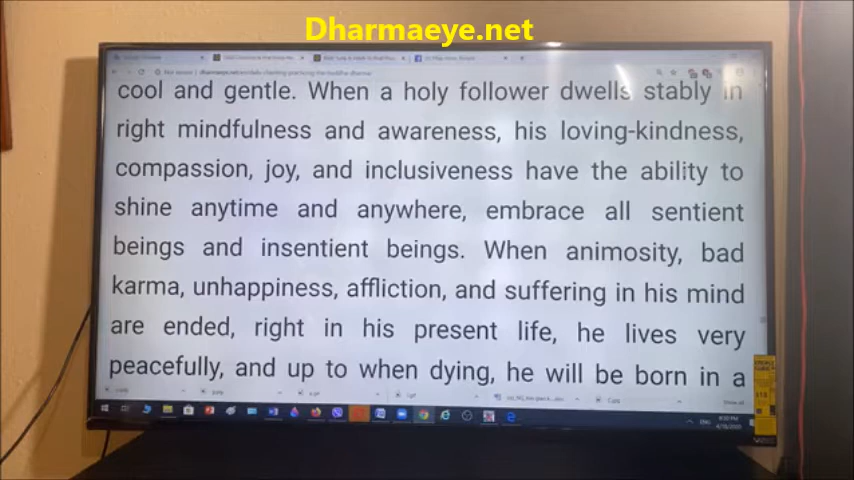 Dharmaeye.net
cool and gentle. When a holy follower dwells stably in
right mindfulness and awareness, his loving-kindness,
compassion, joy, and inclusiveness have the ability to
shine anytime and anywhere, embrace all sentient
beings and insentient beings. When animosity, bad
karma, unhappiness, affliction, and suffering in his mind
are ended, right in his present life, he lives very
peacefully, and up to when dying, he will be born in a